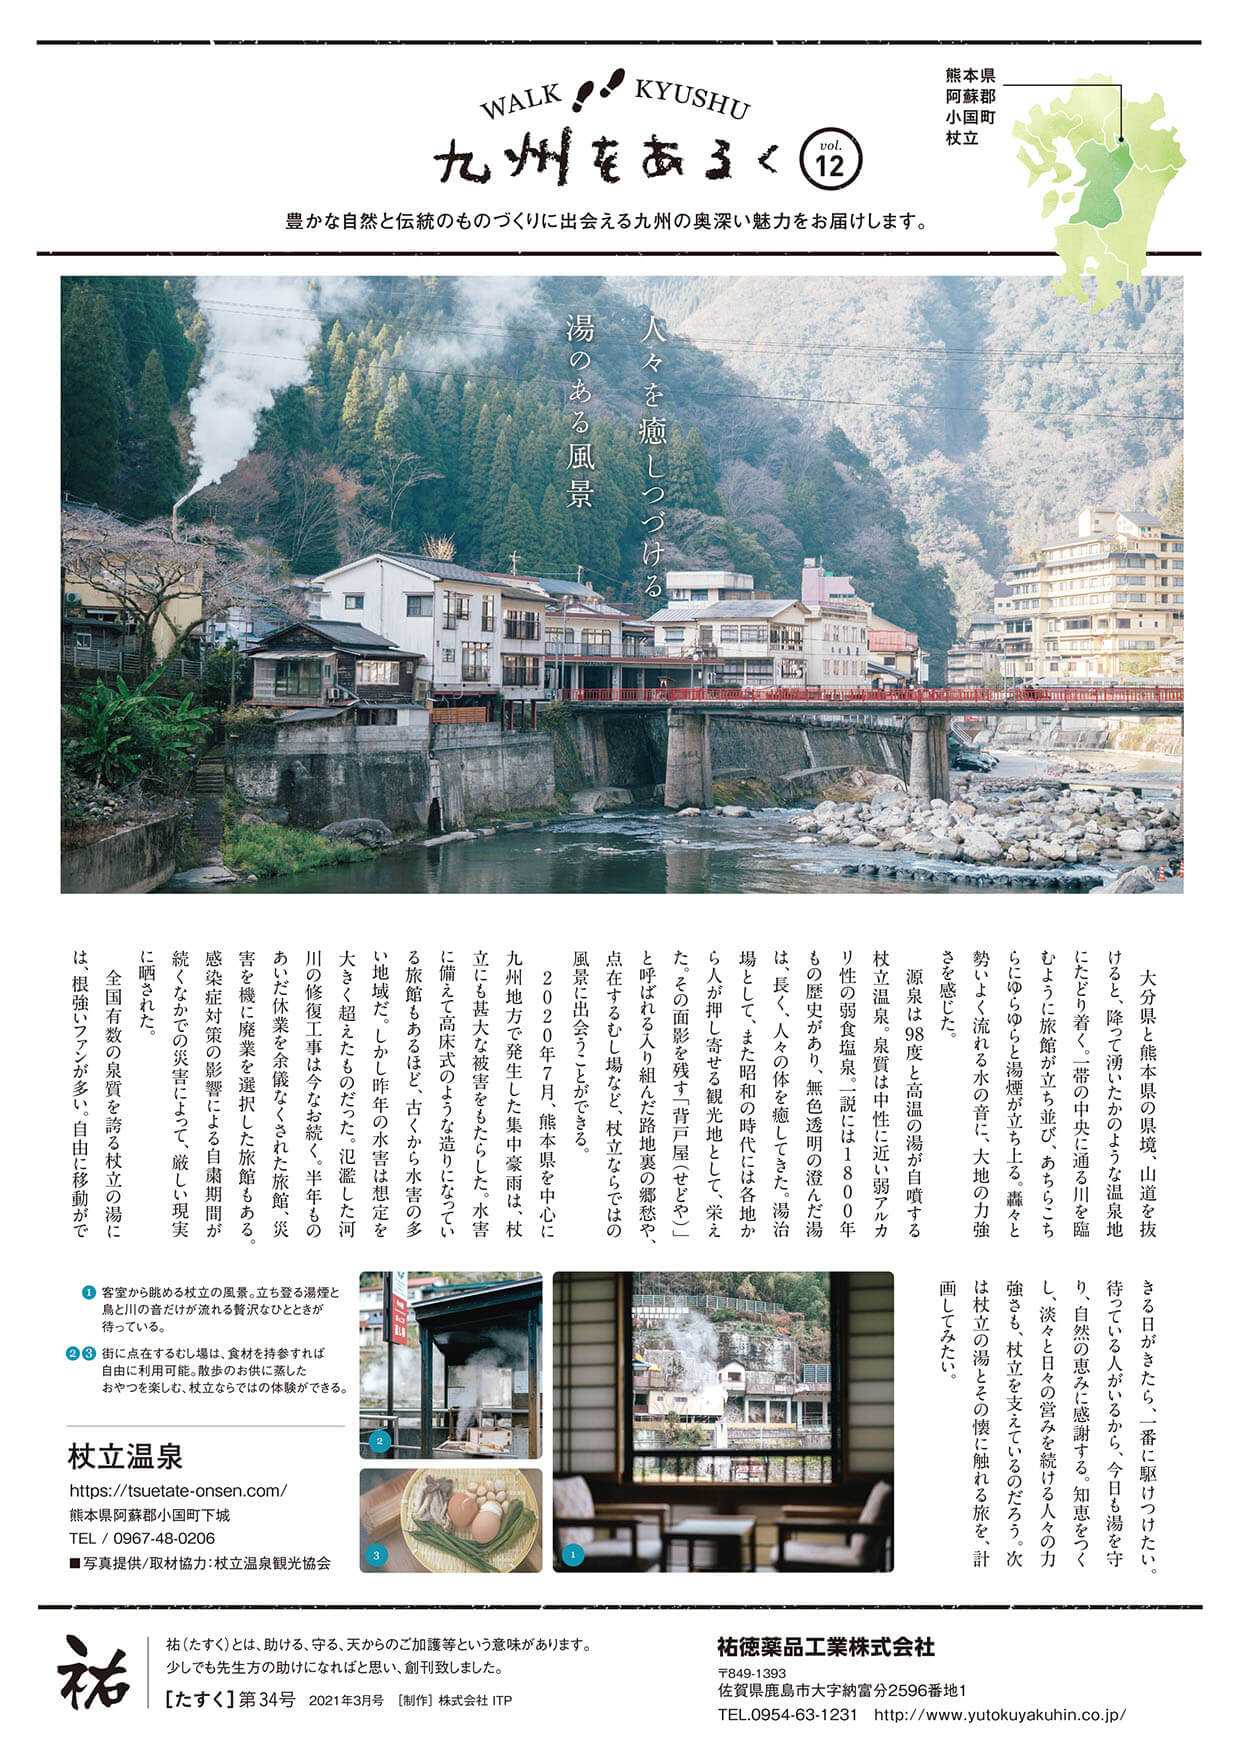 WALK KYUSHU
九州をあるく vol. 12
豊かな自然と伝統のものづくりに出会える九州の奥深い魅力をお届けします。
熊本県
阿蘇郡
小国町
杖立
人々を癒しつづける
湯のある風景
大分県と熊本県の県境、山道を抜
けると、降って湧いたかのような温泉地
にたどり着く。一帯の中央に通る川を臨
むように旅館が立ち並び、あちらこち
らにゆらゆらと湯煙が立ち上る。轟々と
勢いよく流れる水の音に、大地の力強
さを感じた。
源泉は98度と高温の湯が自噴する
杖立温泉。泉質は中性に近い弱アルカ
リ性の弱食塩泉。一説には1800年
もの歴史があり、無色透明の澄んだ湯
は、長く、人々の体を癒してきた。湯治
場として、また昭和の時代には各地か
ら人が押し寄せる観光地として、栄え
た。その面影を残す「背戸屋(せどや)」
と呼ばれる入り組んだ路地裏の郷愁や、
点在するむし場など、杖立ならではの
風景に出会うことができる。
2020年7月、熊本県を中心に
九州地方で発生した集中豪雨は、杖
立にも甚大な被害をもたらした。水害
に備えて高床式のような造りになってい
る旅館もあるほど、古くから水害の多
い地域だ。しかし昨年の水害は想定を
大きく超えたものだった。氾濫した河
川の修復工事は今なお続く。半年もの
あいだ休業を余儀なくされた旅館、災
害を機に廃業を選択した旅館もある。
感染症対策の影響による自粛期間が
続くなかでの災害によって、厳しい現実
に晒された。
全国有数の泉質を誇る杖立の湯に
は、根強いファンが多い。自由に移動がで
きる日がきたら、一番に駆けつけたい。
待っている人がいるから、今日も湯を守
り、自然の恵みに感謝する。知恵をつく
し、淡々と日々の営みを続ける人々の力
強さも、杖立を支えているのだろう。次
は杖立の湯とその懐に触れる旅を、計
画してみたい。
1 客室から眺める杖立の風景。立ち登る湯煙と
鳥と川の音だけが流れる贅沢なひとときが
待っている。
2 3 街に点在するむし場は、食材を持参すれば
自由に利用可能。散歩のお供に蒸した
おやつを楽しむ、杖立ならではの体験ができる。
2
3
1
杖立温泉
https://tsuetate-onsen.com/
熊本県阿蘇郡小国町下城
TEL / 0967-48-0206
■写真提供/取材協力：杖立温泉観光協会
祐
祐(たすく)とは、助ける、守る、天からのご加護等という意味があります。
少しでも先生方の助けになればと思い、創刊致しました。
[たすく]第34号 2021年3月号 [制作] 株式会社 ITP
祐徳薬品工業株式会社
〒849-1393
佐賀県鹿島市大字納富分2596番地1
TEL.0954-63-1231 http://www.yutokuyakuhin.co.jp/